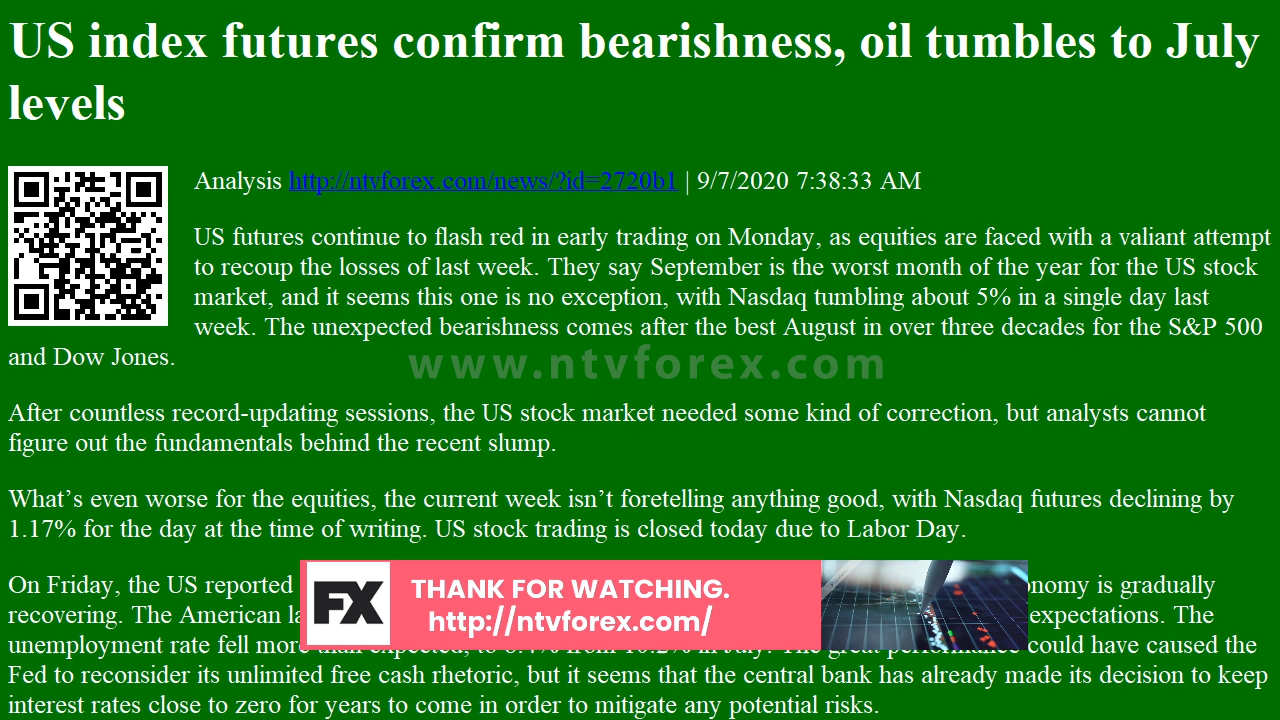 US index futures confirm bearishness, oil tumbles to July
levels
Analysis http://ntvforex.com/news/?id=2720b1 | 9/7/2020 7:38:33 AM
US futures continue to flash red in early trading on Monday, as equities are faced with a valiant attempt
to recoup the losses of last week. They say September is the worst month of the year for the US stock
market, and it seems this one is no exception, with Nasdaq tumbling about 5% in a single day last
week. The unexpected bearishness comes after the best August in over three decades for the S&P 500
and Dow Jones.
www.ntvforex.com
After countless record-updating sessions, the US stock market needed some kind of correction, but analysts cannot
figure out the fundamentals behind the recent slump.
What’s even worse for the equities, the current week isn’t foretelling anything good, with Nasdaq futures declining by
1.17% for the day at the time of writing. US stock trading is closed today due to Labor Day.
On Friday, the US reported
FX
THANK FOR WATCHING.
http://ntvforex.com/
is gradually
recovering. The American
expectations. The
unemployment rate fell more than expected, to
from
in July. The great performance could have caused the
Fed to reconsider its unlimited free cash rhetoric, but it seems that the central bank has already made its decision to keep
interest rates close to zero for years to come in order to mitigate any potential risks.